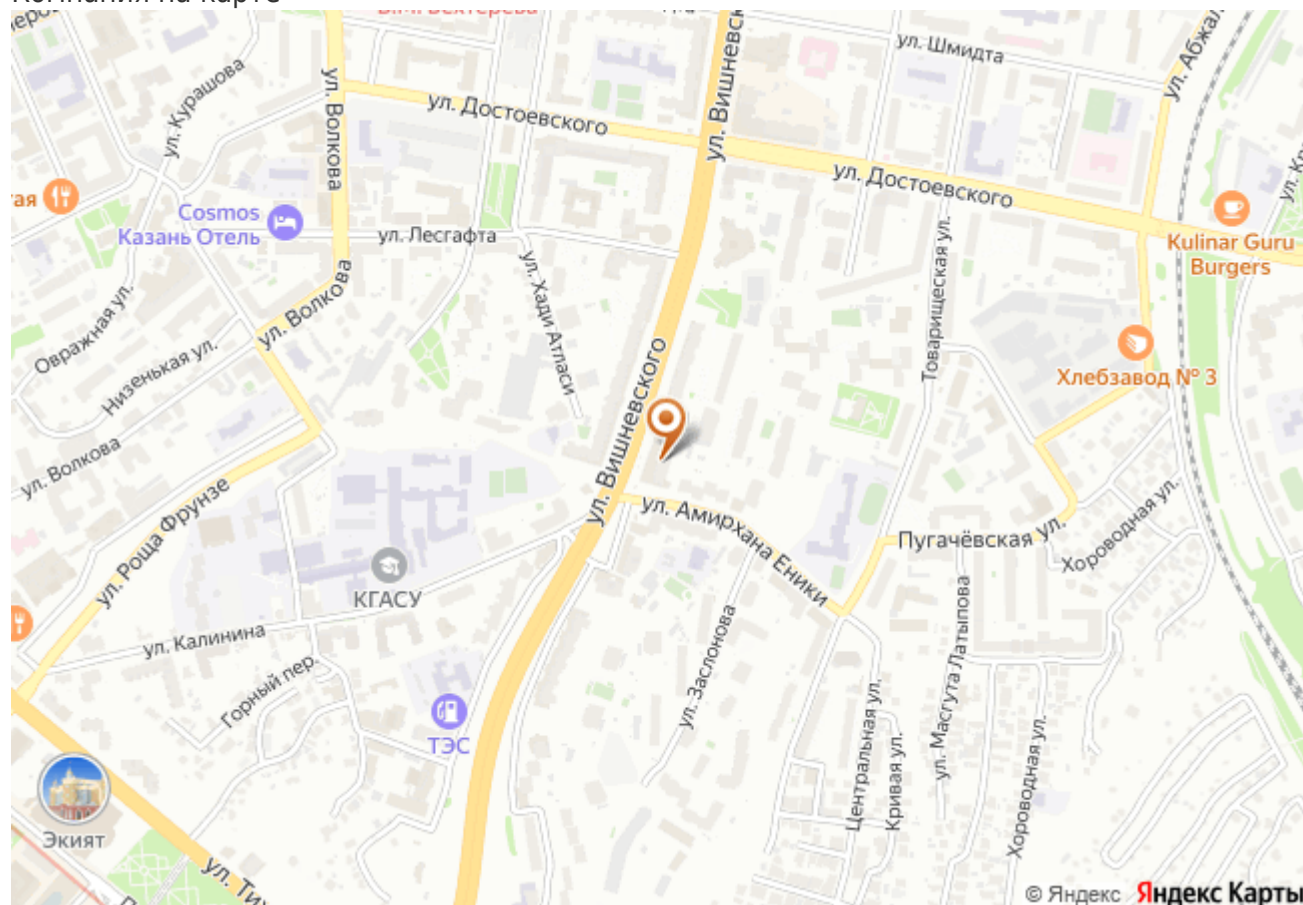 Компания на карте
ул. Шмидта
ул. Курашова
ул. Волкова
ул. Достоевского
ул. Достоевского
Cosmos
Казань Отель
ул. Лесгафта
Kulinar Guru
Burgers
ул. Волкова
ул. Хади Атласи
Товарищеская ул.
Овражная ул.
Низенькая ул.
ул. Вишневского
Хлебзавод № 3
ул. Волкова
ул. Роща Фрунзе
ул. Амирхана Еники
Пугачёвская ул.
Хороводная ул.
КГАСУ
ул. Калинина
Горный пер.
ул. Заслонова
ул. Масгута Латыпова
ТЭС
Центральная ул.
Кривая ул.
Хороводная ул.
Экият
© Яндекс Яндекс Карты